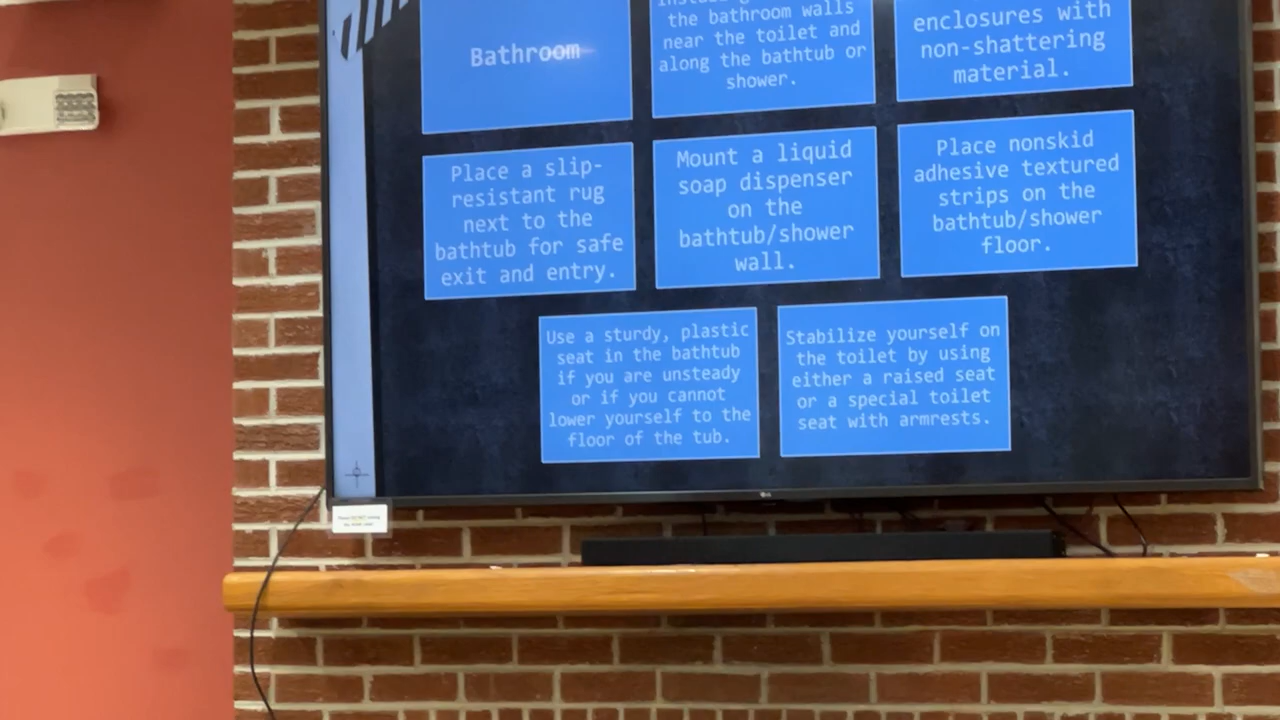 Bathroom
the bathroom walls
near the toilet and
along the bathtub or
shower.
enclosures with
non-shattering
material.
Place a slip-
resistant rug
next to the
bathtub for safe
exit and entry.
Mount a liquid
soap dispenser
on the
bathtub/shower
wall.
Place nonskid
adhesive textured
strips on the
bathtub/shower
floor.
Use a sturdy, plastic
seat in the bathtub
if you are unsteady
or if you cannot
lower yourself to the
floor of the tub.
Stabilize yourself on
the toilet by using
either a raised seat
or a special toilet
seat with armrests.
LG